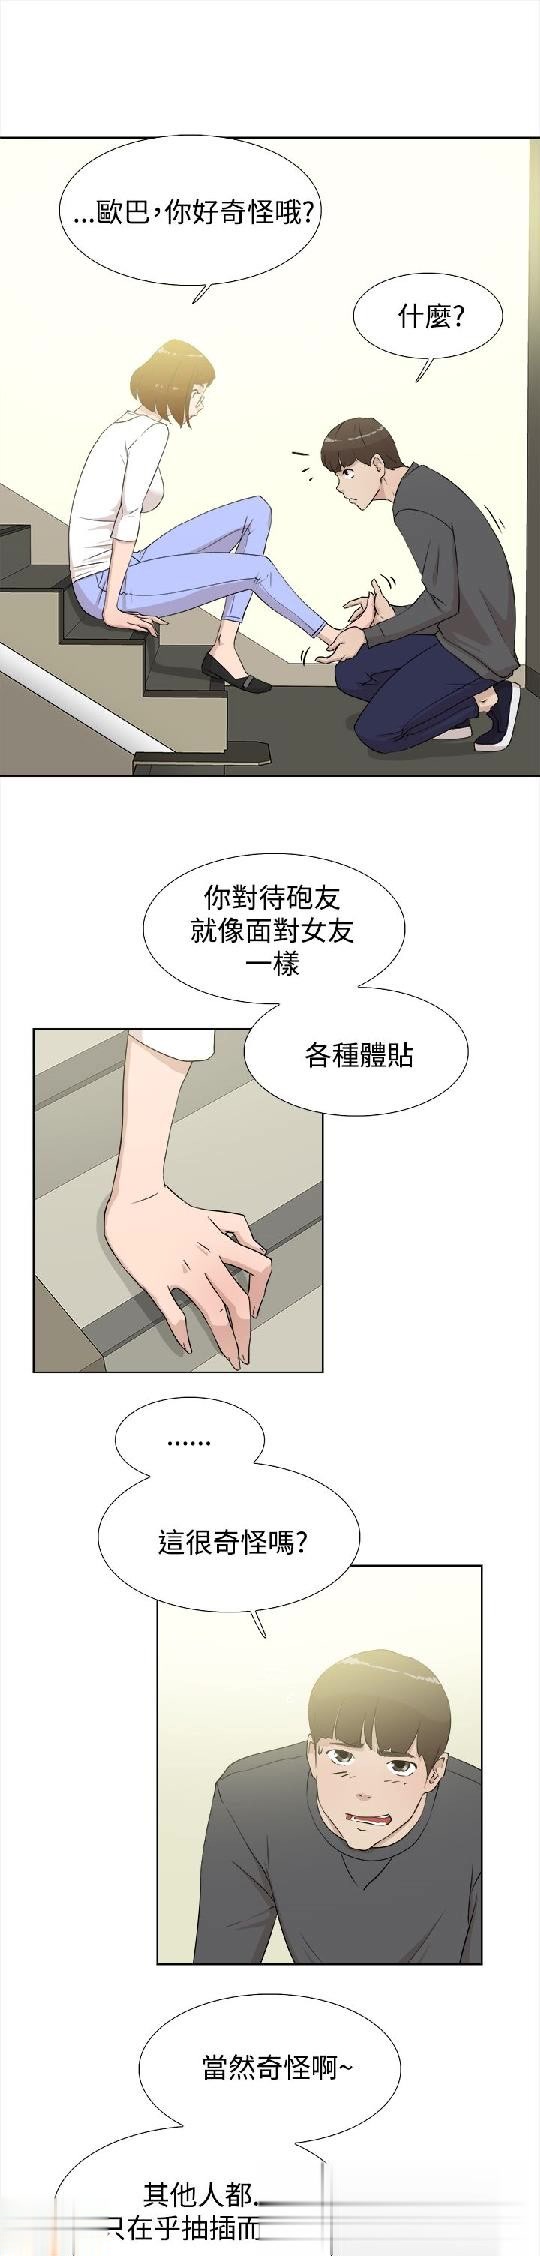 ...歐巴,你好奇怪哦?
什麼?
你對待砲友
就像面對女友
一樣
各種體貼
......
這很奇怪嗎?
當然奇怪啊~
其他人都..
只在乎抽插而